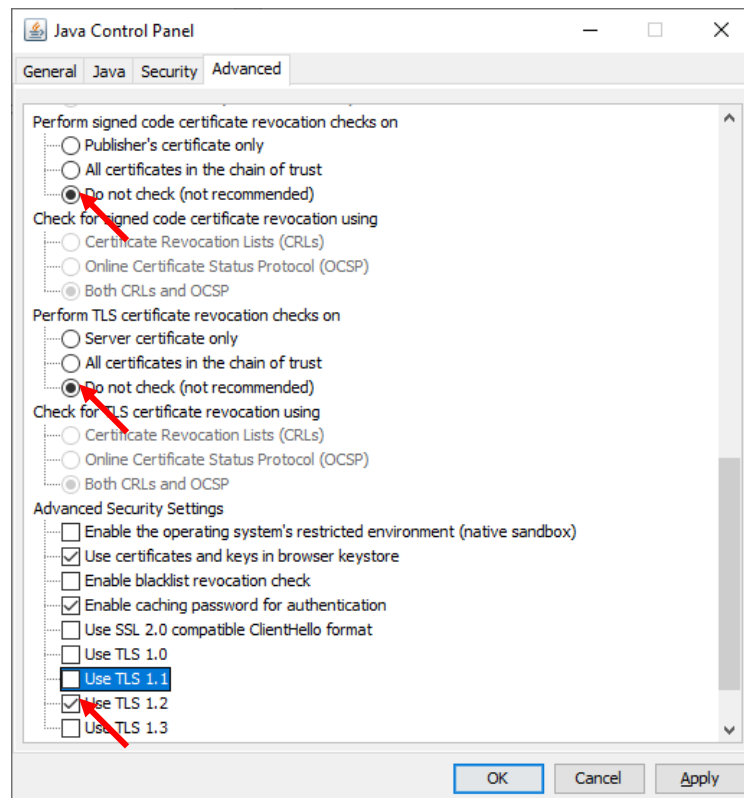 Java Control Panel
General Java Security Advanced
Perform signed code certificate revocation checks on
Publisher's certificate only
All certificates in the chain of trust
Do not check (not recommended)
Check for signed code certificate revocation using
Certificate Revocation Lists (CRLs)
Online Certificate Status Protocol (OCSP)
Both CRLs and OCSP
Perform TLS certificate revocation checks on
Server certificate only
All certificates in the chain of trust
Do not check (not recommended)
Check for TLS certificate revocation using
Certificate Revocation Lists (CRLs)
Online Certificate Status Protocol (OCSP)
Both CRLs and OCSP
Advanced Security Settings
Enable the operating system's restricted environment (native sandbox)
Use certificates and keys in browser keystore
Enable blacklist revocation check
Enable caching password for authentication
Use SSL 2.0 compatible ClientHello format
Use TLS 1.0
Use TLS 1.1
Use TLS 1.2
Use TLS 1.3
OK Cancel Apply